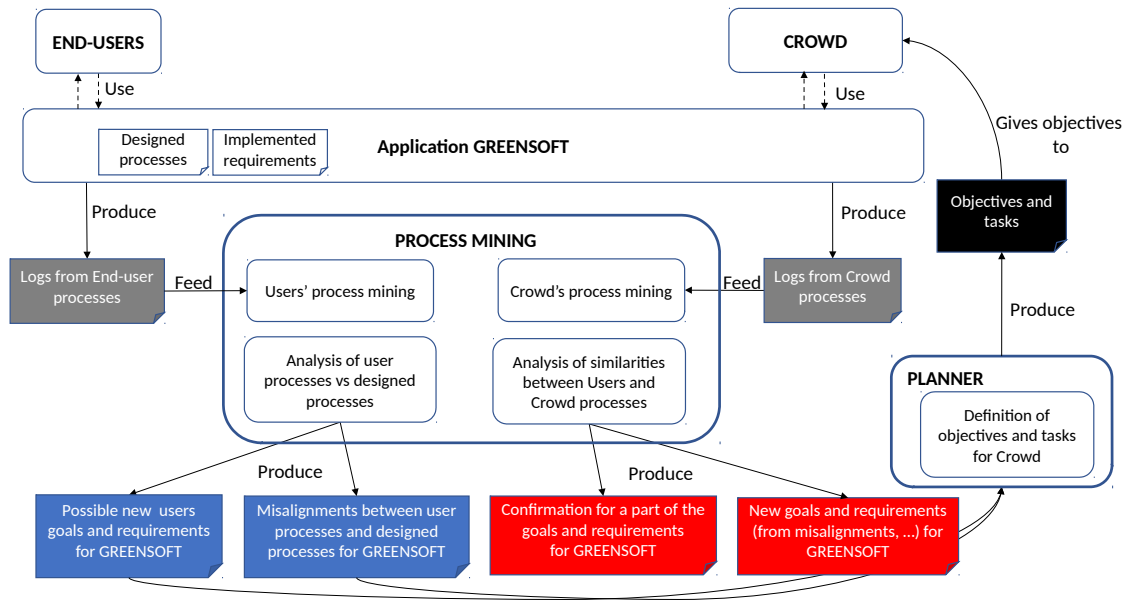 END-USERS
CROWD
Use
Use
Gives objectives
to
Designed
processes
Implemented
requirements
Application GREENSOFT
Objectives and
tasks
Produce
Produce
PROCESS MINING
Logs from End-user
processes
Feed
Users' process mining
Crowd's process mining
Feed
Logs from Crowd
processes
Produce
Analysis of user
processes vs designed
processes
Analysis of similarities
between Users and
Crowd processes
PLANNER
Definition of
objectives and tasks
for Crowd
Produce
Produce
Possible new  users
goals and requirements
for GREENSOFT
Misalignments between user
processes and designed
processes for GREENSOFT
Confirmation for a part of the
goals and requirements
for GREENSOFT
New goals and requirements
(from misalignments, ...) for
GREENSOFT